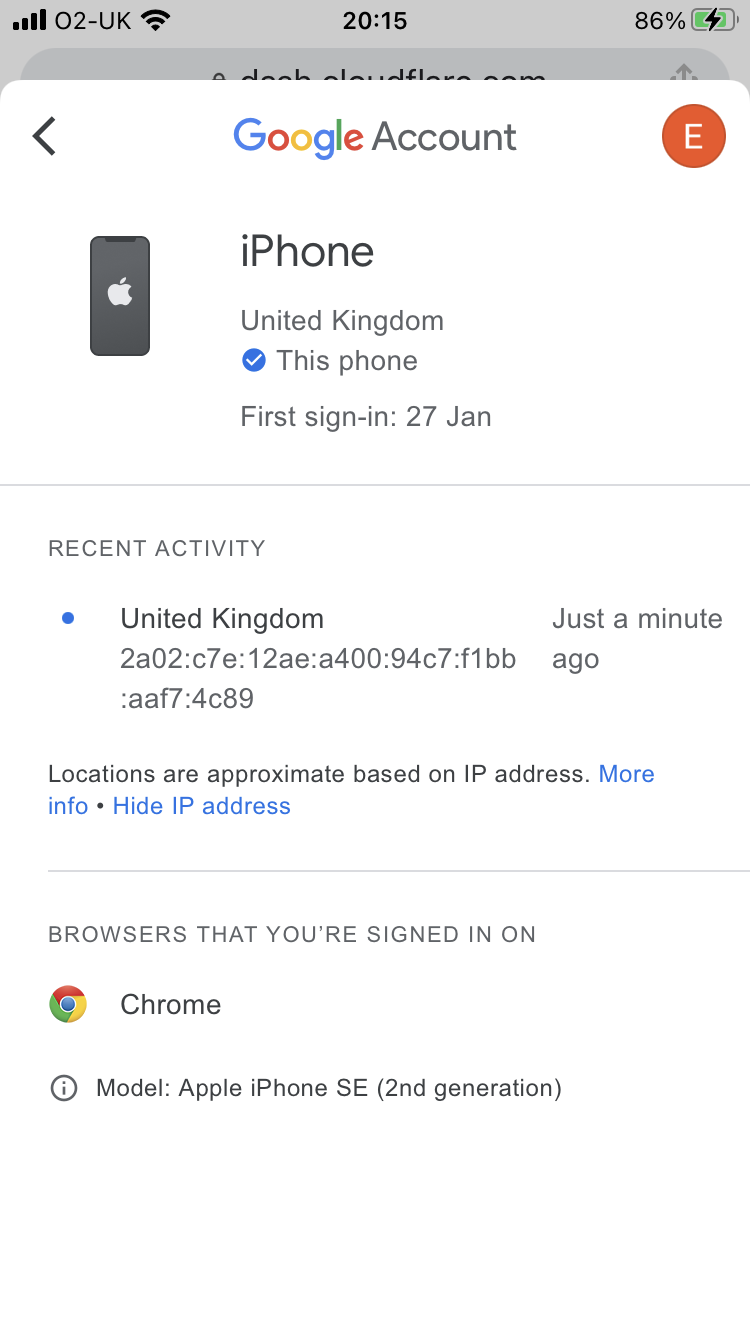 O2-UK 20:15 86%
dash.cloudflare.com
Google Account E
iPhone
United Kingdom
This phone
First sign-in: 27 Jan
RECENT ACTIVITY
United Kingdom Just a minute
2a02:c7e:12ae:a400:94c7:f1bb ago
:aaf7:4c89
Locations are approximate based on IP address. More
info • Hide IP address
BROWSERS THAT YOU’RE SIGNED IN ON
Chrome
Model: Apple iPhone SE (2nd generation)